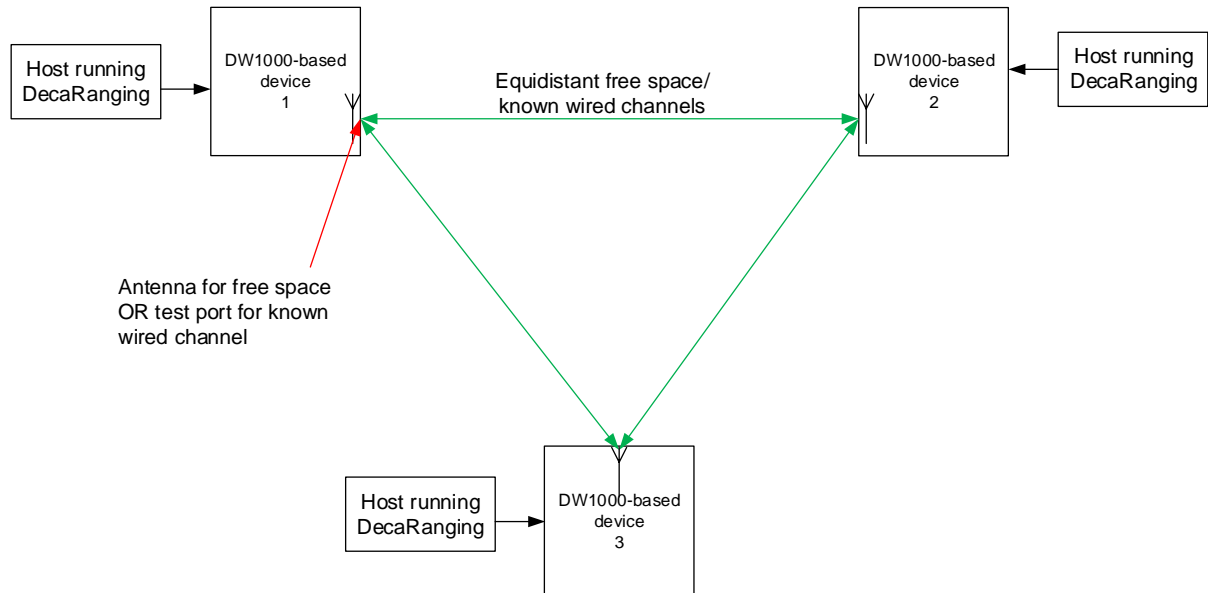 Host running
DecaRanging
DW1000-based
device
1
Equidistant free space/
known wired channels
DW1000-based
device
2
Host running
DecaRanging
Antenna for free space
OR test port for known
wired channel
Host running
DecaRanging
DW1000-based
device
3